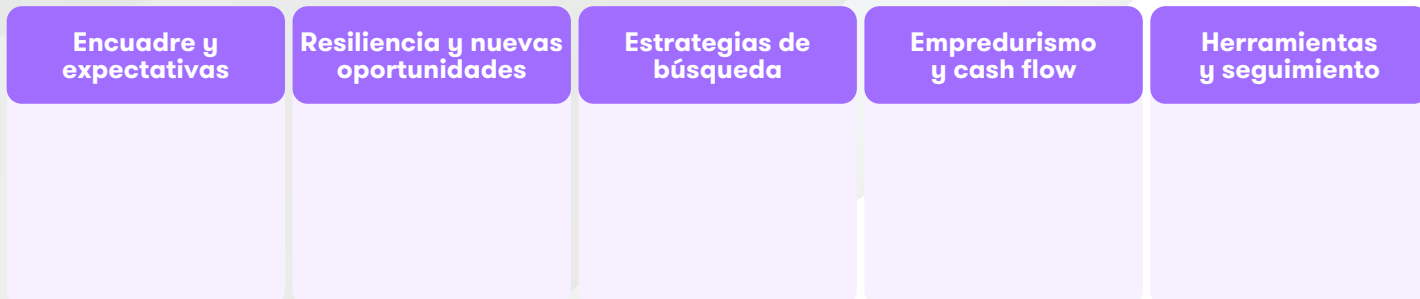 Encuadre y
expectativas
Resiliencia y nuevas
oportunidades
Estrategias de
búsqueda
Empredurismo
y cash flow
Herramientas
y seguimiento